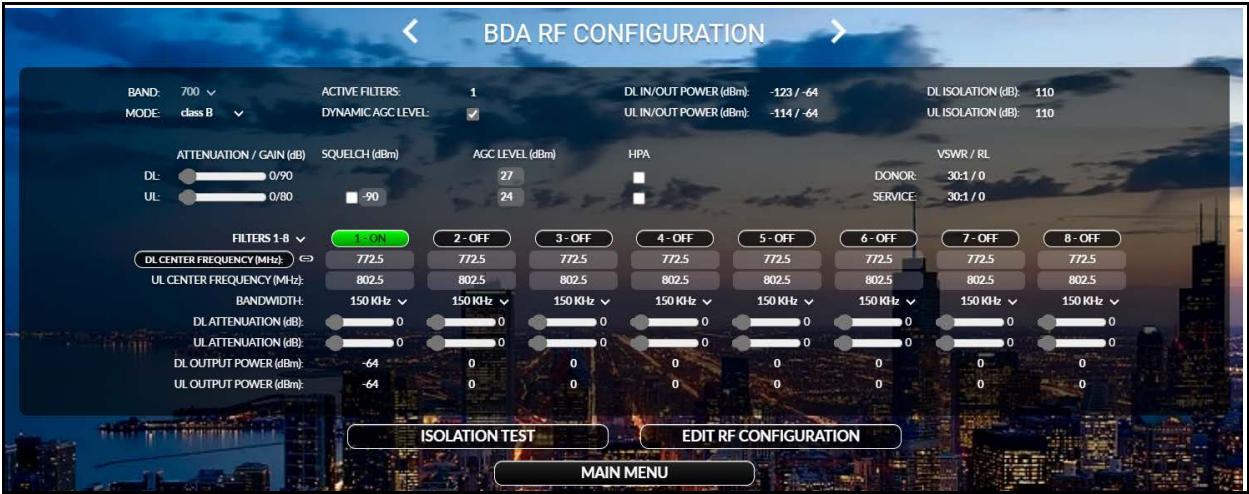 BDA RF CONFIGURATION
BAND: 700 ACTIVE FILTERS: 1 DL IN/OUT POWER (dBm): -123 / -64 DL ISOLATION (dB): 110
MODE: class B DYNAMIC AGC LEVEL: UL IN/OUT POWER (dBm): -114 / -64 UL ISOLATION (dB): 110
ATTENUATION / GAIN (dB) SQUELCH (dBm) AGC LEVEL (dBm) HPA VSWR / RL
DL: 0/90 27 DONOR: 30:1 / 0
UL: 0/80 -90 24 SERVICE: 30:1 / 0
FILTERS 1-8 1 - ON 2 - OFF 3 - OFF 4 - OFF 5 - OFF 6 - OFF 7 - OFF 8 - OFF
DL CENTER FREQUENCY (MHz): 772.5 772.5 772.5 772.5 772.5 772.5 772.5 772.5
UL CENTER FREQUENCY (MHz): 802.5 802.5 802.5 802.5 802.5 802.5 802.5 802.5
BANDWIDTH: 150 KHz 150 KHz 150 KHz 150 KHz 150 KHz 150 KHz 150 KHz 150 KHz
DL ATTENUATION (dB): 0 0 0 0 0 0 0 0
UL ATTENUATION (dB): 0 0 0 0 0 0 0 0
DL OUTPUT POWER (dBm): -64 0 0 0 0 0 0 0
UL OUTPUT POWER (dBm): -64 0 0 0 0 0 0 0
ISOLATION TEST EDIT RF CONFIGURATION
MAIN MENU